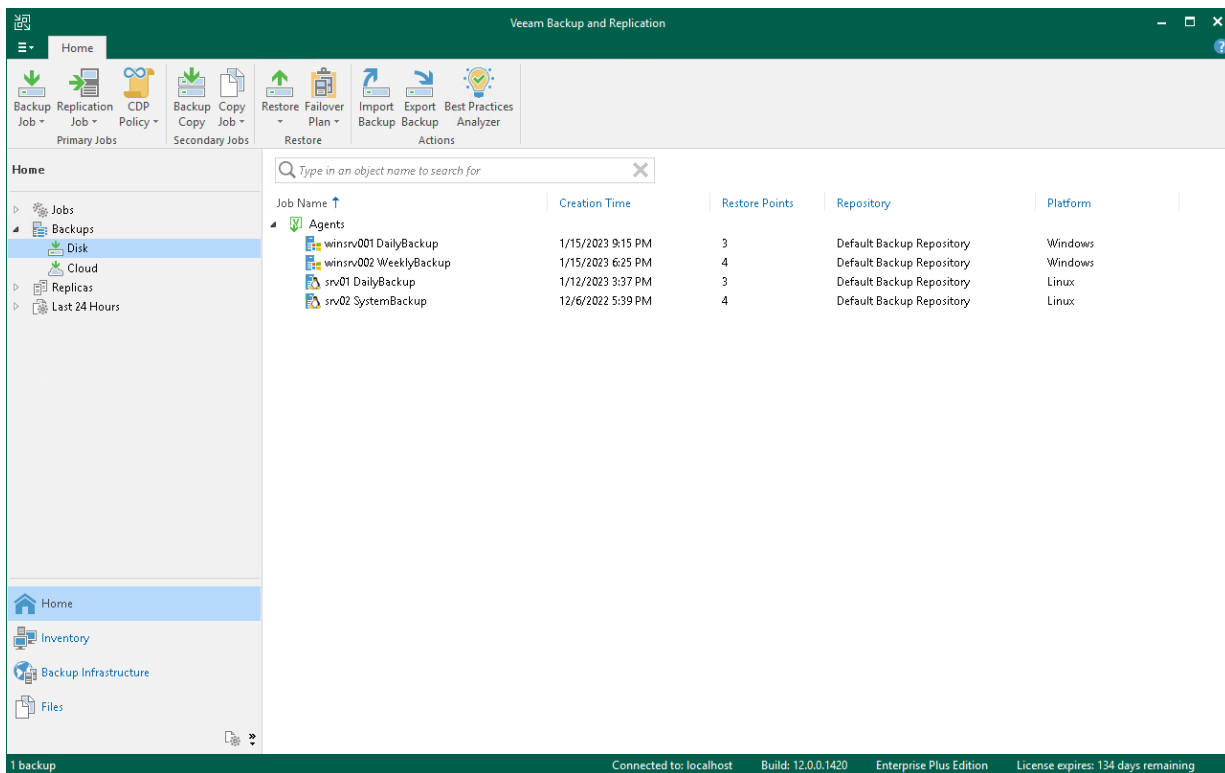 Veeam Backup and Replication
Home
Backup Job
Replication Job
CDP Policy
Primary Jobs
Backup Copy
Copy Job
Secondary Jobs
Restore
Failover Plan
Restore
Import Backup
Export Backup
Best Practices Analyzer
Actions
Home
Type in an object name to search for
Jobs
Backups
Disk
Cloud
Replicas
Last 24 Hours
Job Name Creation Time Restore Points Repository Platform
Agents
winsrv001 DailyBackup 1/15/2023 9:15 PM 3 Default Backup Repository Windows
winsrv002 WeeklyBackup 1/15/2023 6:25 PM 4 Default Backup Repository Windows
srv01 DailyBackup 1/12/2023 3:37 PM 3 Default Backup Repository Linux
srv02 SystemBackup 12/6/2022 5:39 PM 4 Default Backup Repository Linux
Home
Inventory
Backup Infrastructure
Files
1 backup Connected to: localhost Build: 12.0.0.1420 Enterprise Plus Edition License expires: 134 days remaining